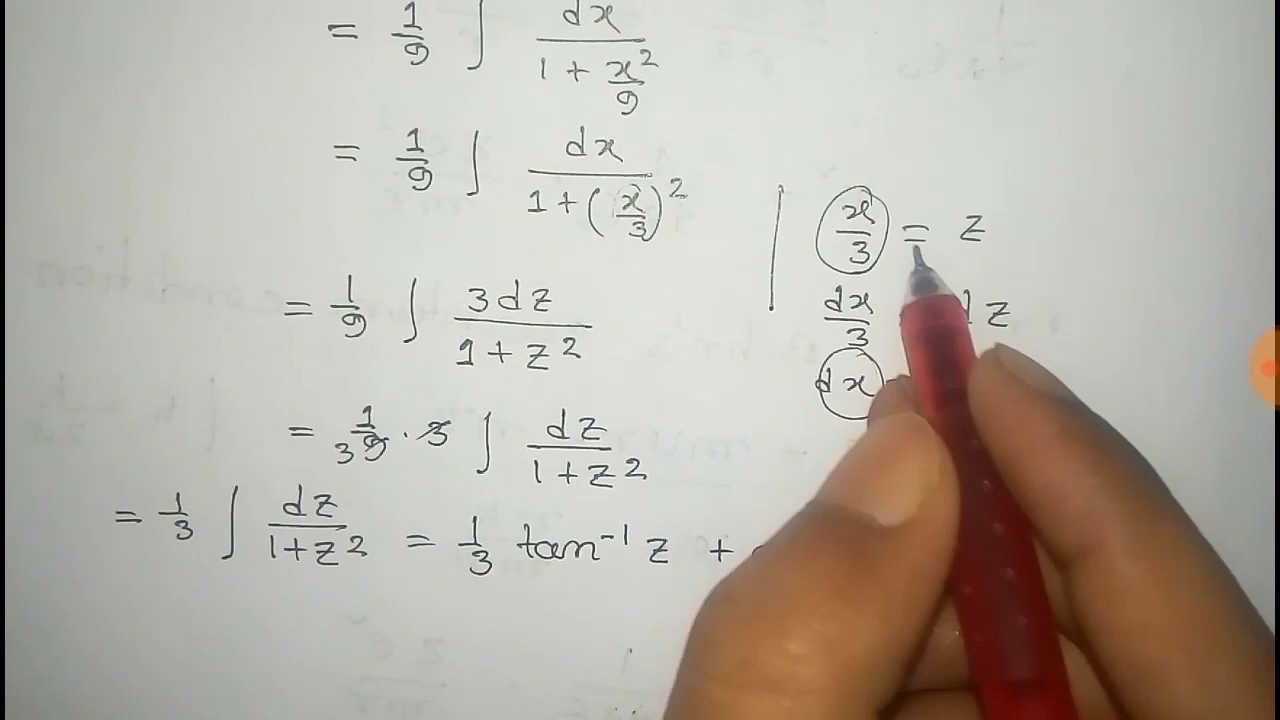 = 1/9 ∫ dx / (1 + x²/9)
= 1/9 ∫ dx / (1 + (x/3)²)
x/3 = z
= 1/9 ∫ 3dz / (1 + z²)
dx/3 dz
dx
= 1/9 · 3 ∫ dz / (1 + z²)
3
= 1/3 ∫ dz / (1 + z²) = 1/3 tan⁻¹ z +